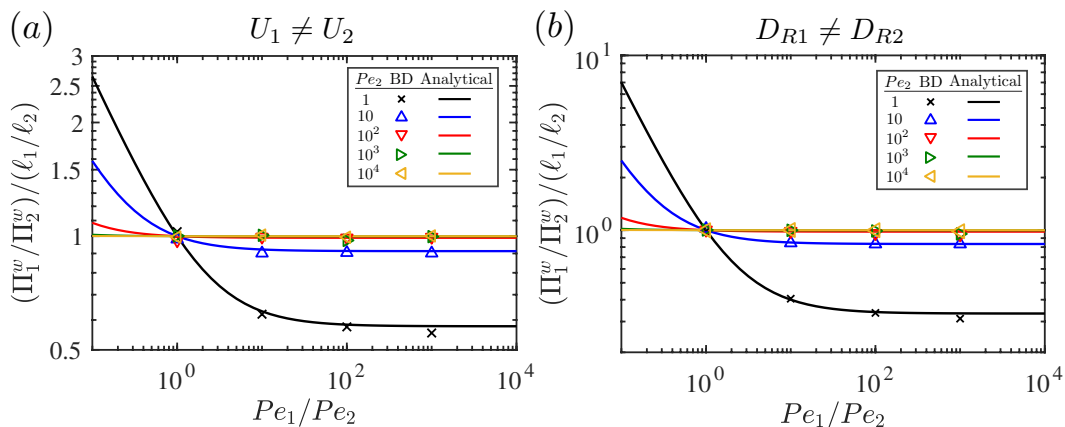 (a) U₁ ≠ U₂
(Π₁ʷ/Π₂ʷ)/(ℓ₁/ℓ₂)
3
2.5
2
1.5
1
0.5
Pe₂ BD Analytical
1
10
10²
10³
10⁴
10⁰ 10² 10⁴
Pe₁/Pe₂
(b) D_R1 ≠ D_R2
(Π₁ʷ/Π₂ʷ)/(ℓ₁/ℓ₂)
10¹
10⁰
Pe₂ BD Analytical
1
10
10²
10³
10⁴
10⁰ 10² 10⁴
Pe₁/Pe₂